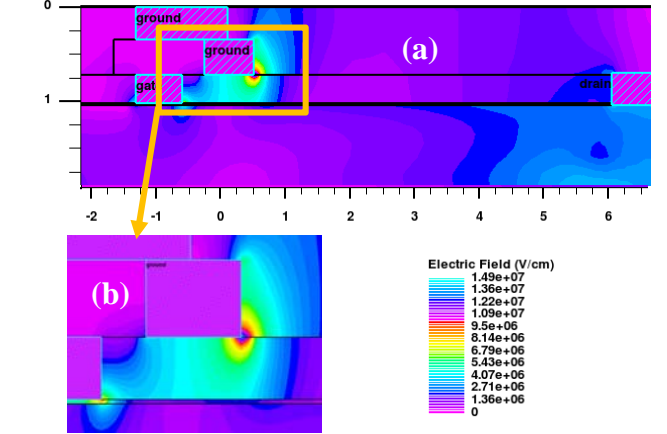 0
ground
(a)
ground
gat
drain
1
-2 -1 0 1 2 3 4 5 6
ground
(b)
Electric Field (V/cm)
1.49e+07
1.36e+07
1.22e+07
1.09e+07
9.5e+06
8.14e+06
6.79e+06
5.43e+06
4.07e+06
2.71e+06
1.36e+06
0